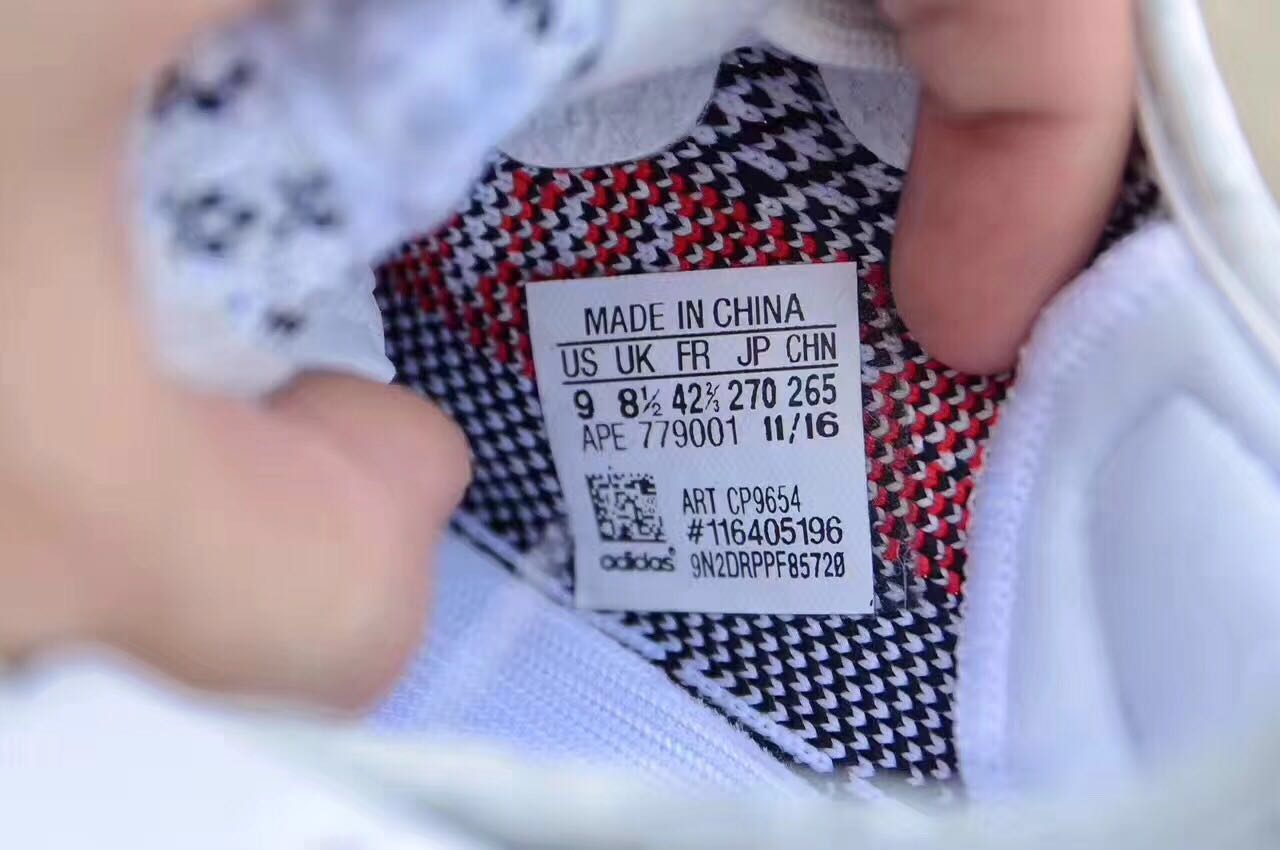 MADE IN CHINA
US UK FR JP CHN
9 8½ 42⅔ 270 265
APE 779001 11/16
ART CP9654
#116405196
adidas® 9N2DRPPF85720